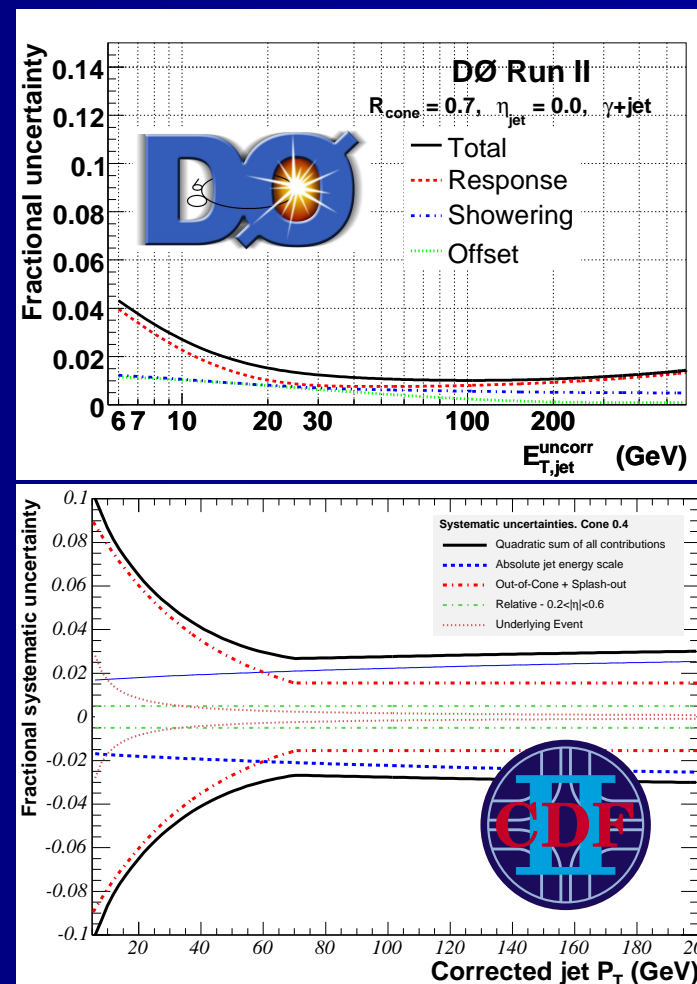 Fractional uncertainty
0.14
0.12
0.1
0.08
0.06
0.04
0.02
0
DØ Run II
R_cone = 0.7, η_jet = 0.0, γ+jet
Total
Response
Showering
Offset
DØ
6 7 10 20 30 100 200
E_T,jet^uncorr (GeV)
Fractional systematic uncertainty
0.1
0.08
0.06
0.04
0.02
0
-0.02
-0.04
-0.06
-0.08
-0.1
Systematic uncertainties. Cone 0.4
Quadratic sum of all contributions
Absolute jet energy scale
Out-of-Cone + Splash-out
Relative - 0.2<|η|<0.6
Underlying Event
II
CDF
20 40 60 80 100 120 140 160 180 20
Corrected jet P_T (GeV)